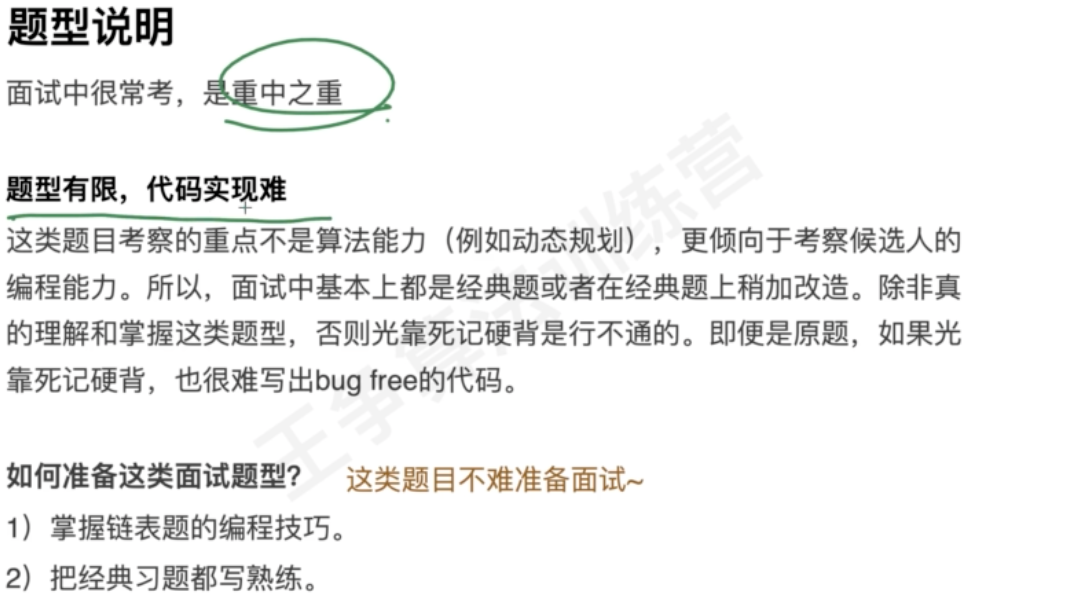 题型说明
面试中很常考，是重中之重
题型有限，代码实现难
这类题目考察的重点不是算法能力（例如动态规划），更倾向于考察候选人的
编程能力。所以，面试中基本上都是经典题或者在经典题上稍加改造。除非真
的理解和掌握这类题型，否则光靠死记硬背是行不通的。即便是原题，如果光
靠死记硬背，也很难写出bug free的代码。
如何准备这类面试题型？ 这类题目不难准备面试~
1）掌握链表题的编程技巧。
2）把经典习题都写熟练。
王争算法训练营